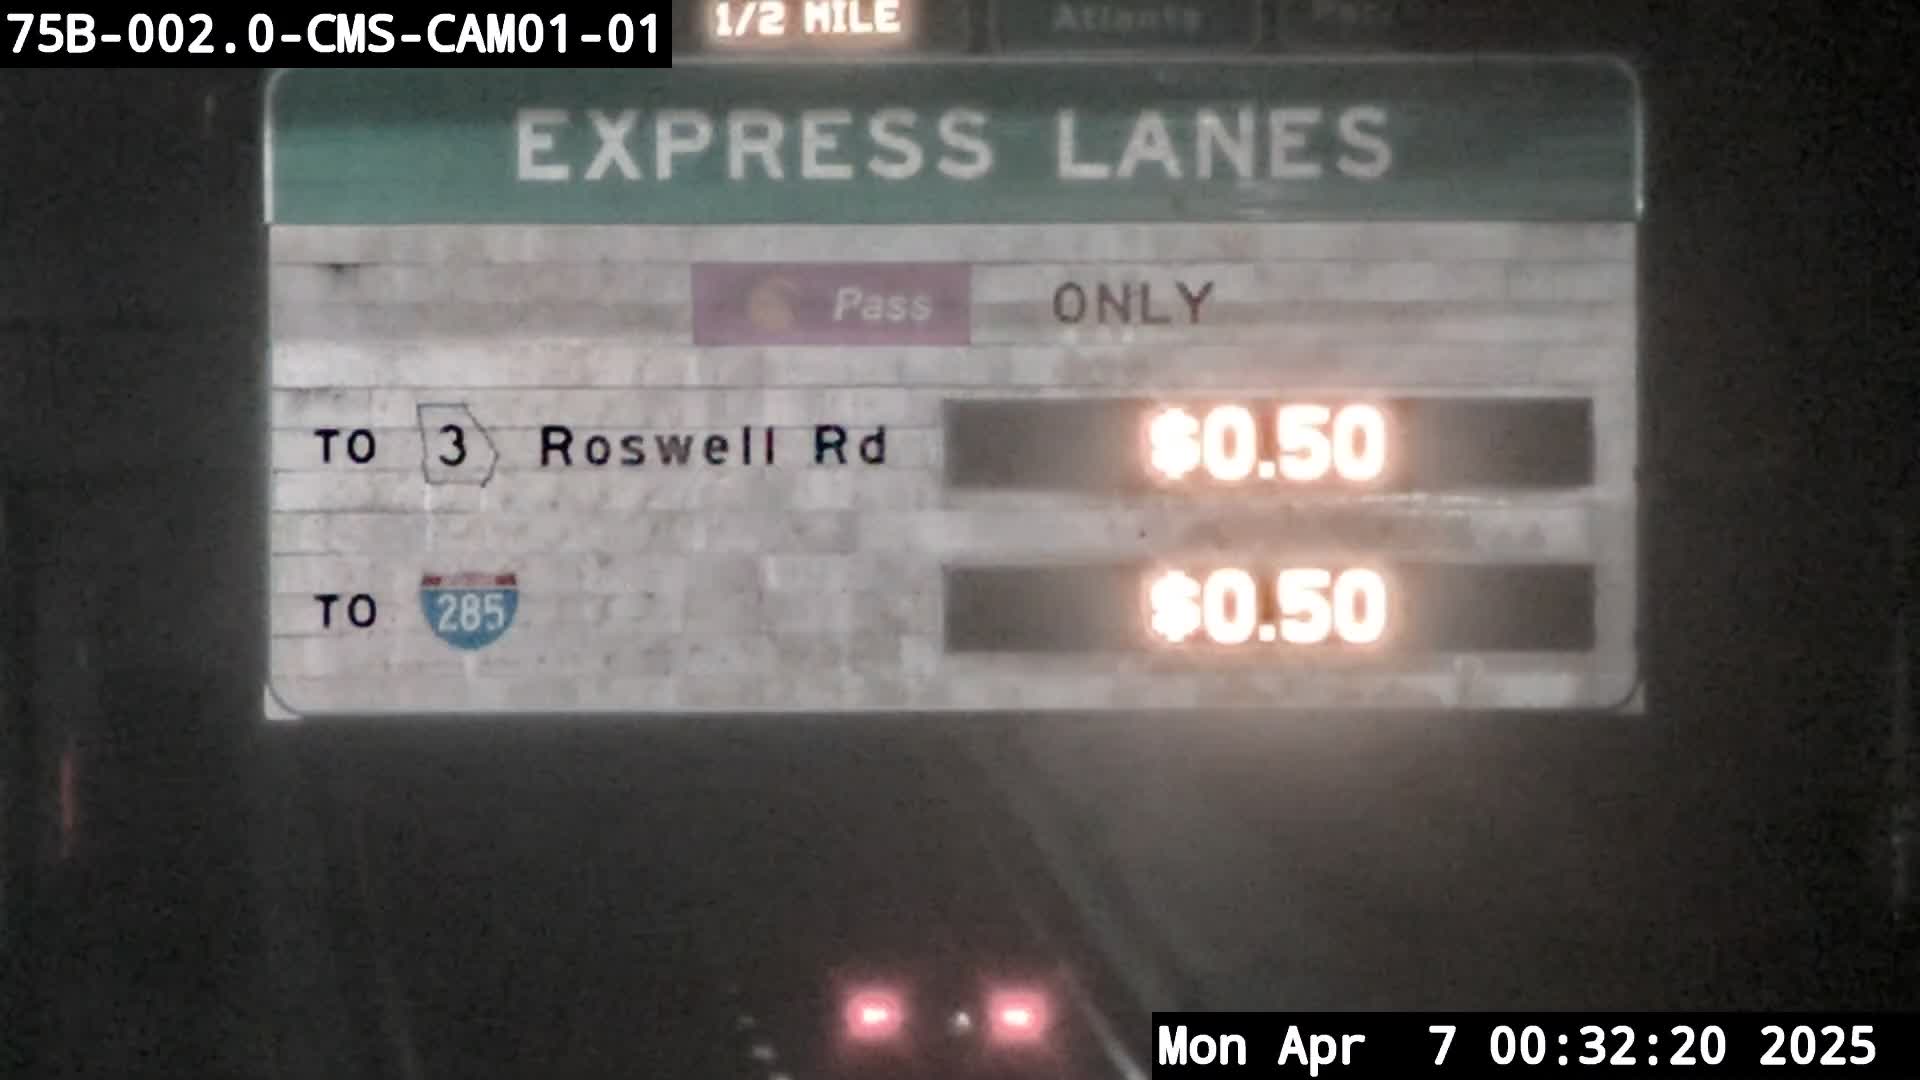 75B-002.0-CMS-CAM01-01
1/2 MILE
Atlanta
EXPRESS LANES
Pass ONLY
TO 3 Roswell Rd $0.50
TO 285 $0.50
Mon Apr 7 00:32:20 2025